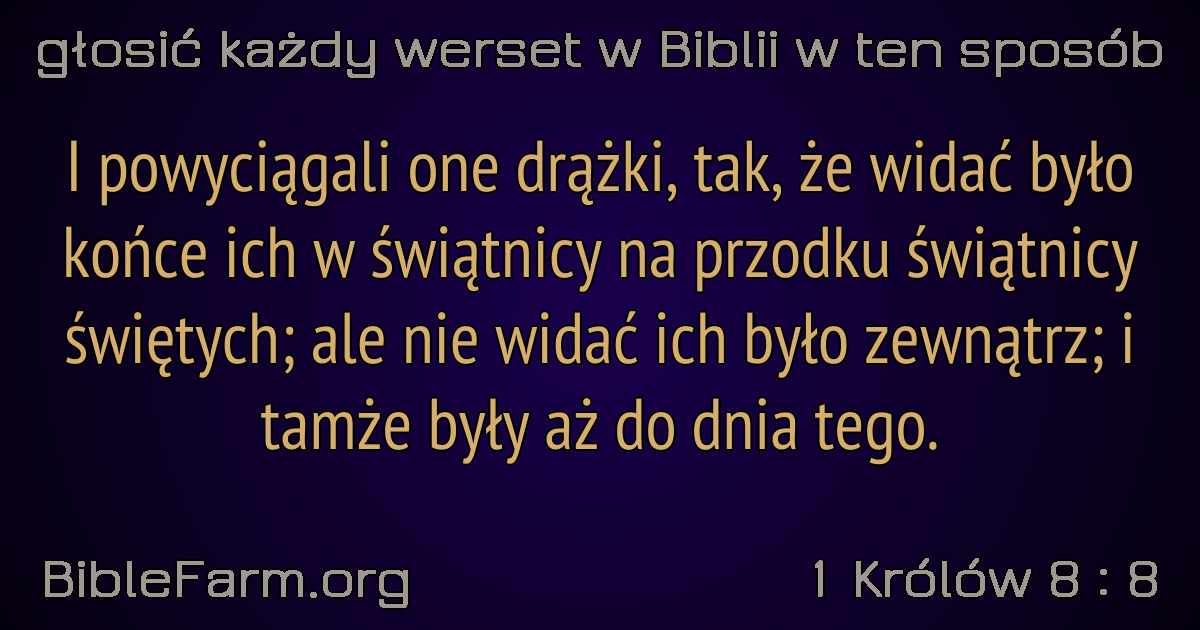 głosić każdy werset w Biblii w ten sposób
I powyciągali one drążki, tak, że widać było
końce ich w świątnicy na przodku świątnicy
świętych; ale nie widać ich było zewnątrz; i
tamże były aż do dnia tego.
BibleFarm.org
1 Królów 8 : 8